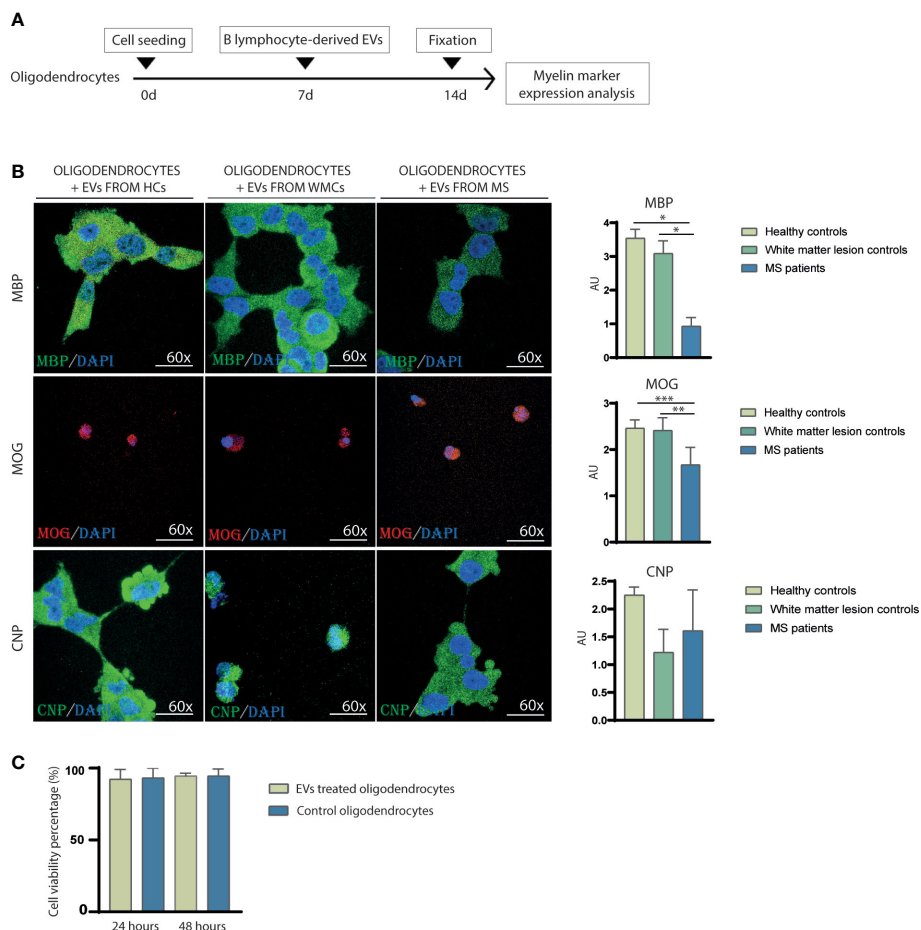 A
Cell seeding
B lymphocyte-derived EVs
Fixation
Oligodendrocytes
0d
7d
14d
Myelin marker
expression analysis
B
OLIGODENDROCYTES
+ EVs FROM HCs
OLIGODENDROCYTES
+ EVs FROM WMCs
OLIGODENDROCYTES
+ EVs FROM MS
MBP
MBP/DAPI
60x
MBP/DAPI
60x
MBP/DAPI
60x
MBP
AU
4
3
2
1
0
*
*
Healthy controls
White matter lesion controls
MS patients
MOG
MOG/DAPI
60x
MOG/DAPI
60x
MOG/DAPI
60x
MOG
AU
3
2
1
0
***
**
Healthy controls
White matter lesion controls
MS patients
CNP
CNP/DAPI
60x
CNP/DAPI
60x
CNP/DAPI
60x
CNP
AU
2.5
2.0
1.5
1.0
0.5
0.0
Healthy controls
White matter lesion controls
MS patients
C
Cell viability percentage (%)
100
50
0
24 hours
48 hours
EVs treated oligodendrocytes
Control oligodendrocytes